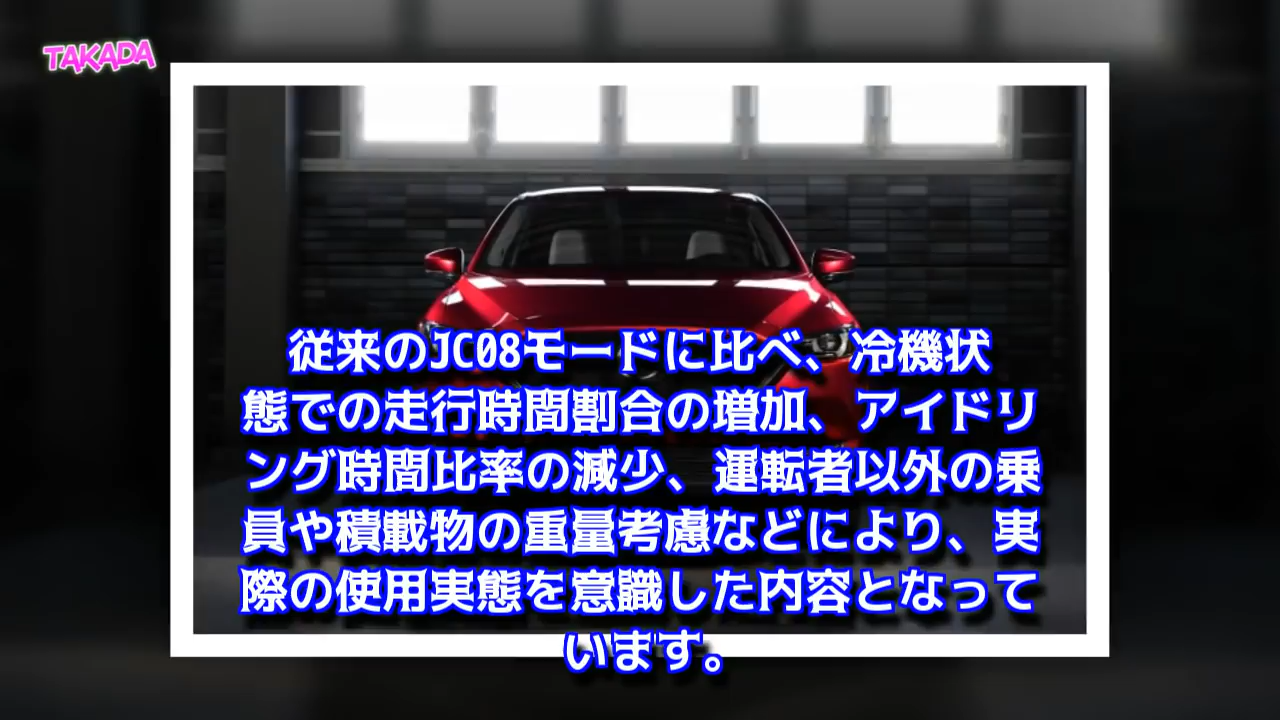 TAKADA
従来のJC08モードに比べ、冷機状
態での走行時間割合の増加、アイドリ
ング時間比率の減少、運転者以外の乗
員や積載物の重量考慮などにより、実
際の使用実態を意識した内容となって
います。